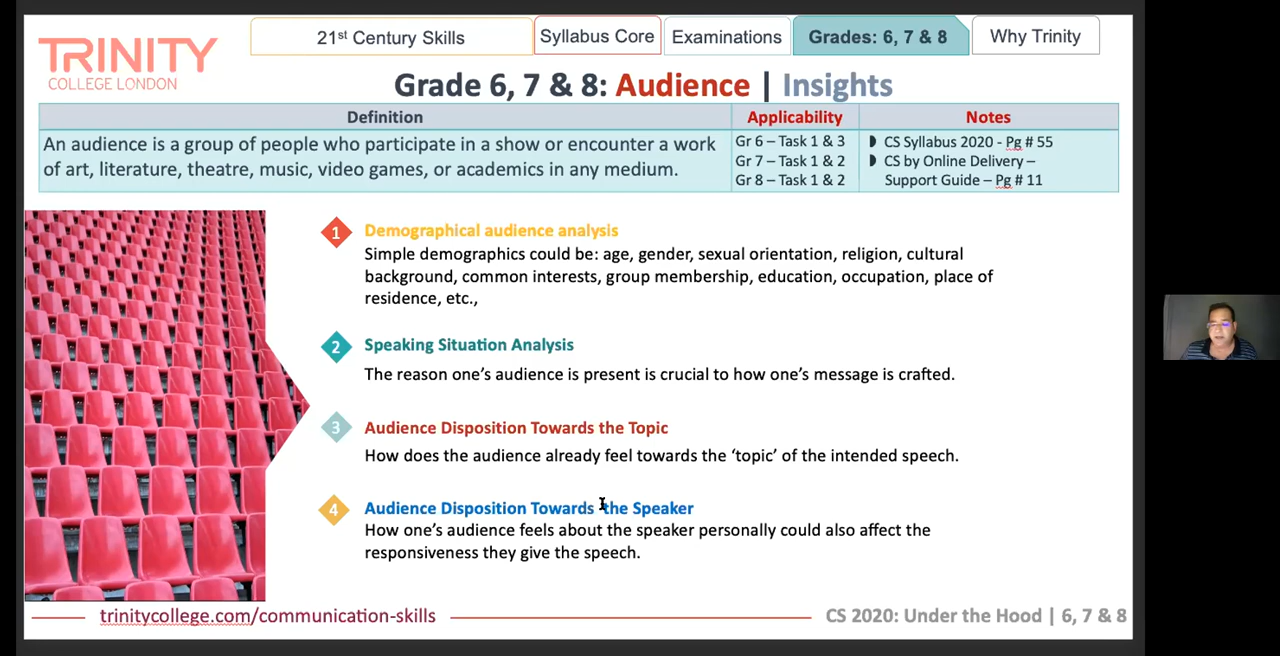 TRINITY
COLLEGE LONDON
21st Century Skills
Syllabus Core
Examinations
Grades: 6, 7 & 8
Why Trinity
Grade 6, 7 & 8: Audience | Insights
Definition
Applicability
Notes
An audience is a group of people who participate in a show or encounter a work
of art, literature, theatre, music, video games, or academics in any medium.
Gr 6 – Task 1 & 3
Gr 7 – Task 1 & 2
Gr 8 – Task 1 & 2
CS Syllabus 2020 - Pg # 55
CS by Online Delivery –
Support Guide – Pg # 11
1
Demographical audience analysis
Simple demographics could be: age, gender, sexual orientation, religion, cultural
background, common interests, group membership, education, occupation, place of
residence, etc.,
2
Speaking Situation Analysis
The reason one’s audience is present is crucial to how one’s message is crafted.
3
Audience Disposition Towards the Topic
How does the audience already feel towards the ‘topic’ of the intended speech.
4
Audience Disposition Towards the Speaker
How one’s audience feels about the speaker personally could also affect the
responsiveness they give the speech.
trinitycollege.com/communication-skills
CS 2020: Under the Hood | 6, 7 & 8